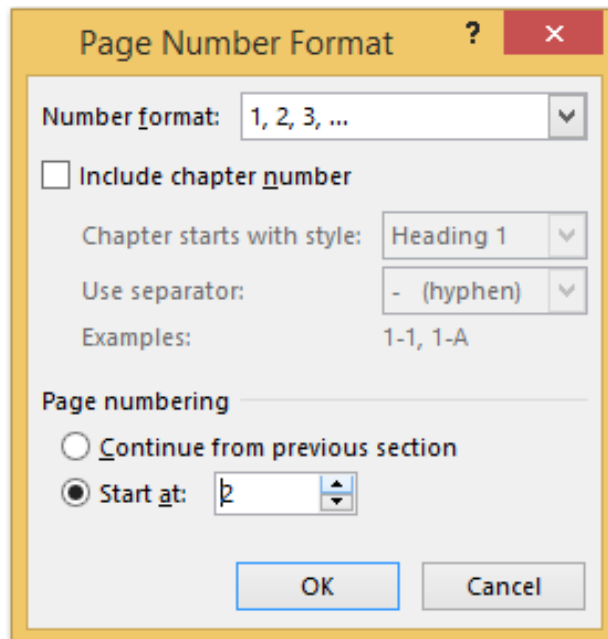 Page Number Format ?
Number format: 1, 2, 3, ...
Include chapter number
Chapter starts with style: Heading 1
Use separator: - (hyphen)
Examples: 1-1, 1-A
Page numbering
Continue from previous section
Start at: 2
OK Cancel